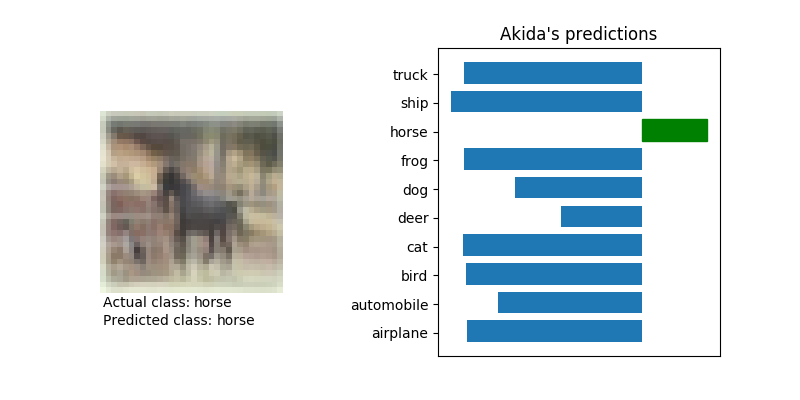 Akida's predictions
truck
ship
horse
frog
dog
deer
cat
bird
automobile
airplane
Actual class: horse
Predicted class: horse